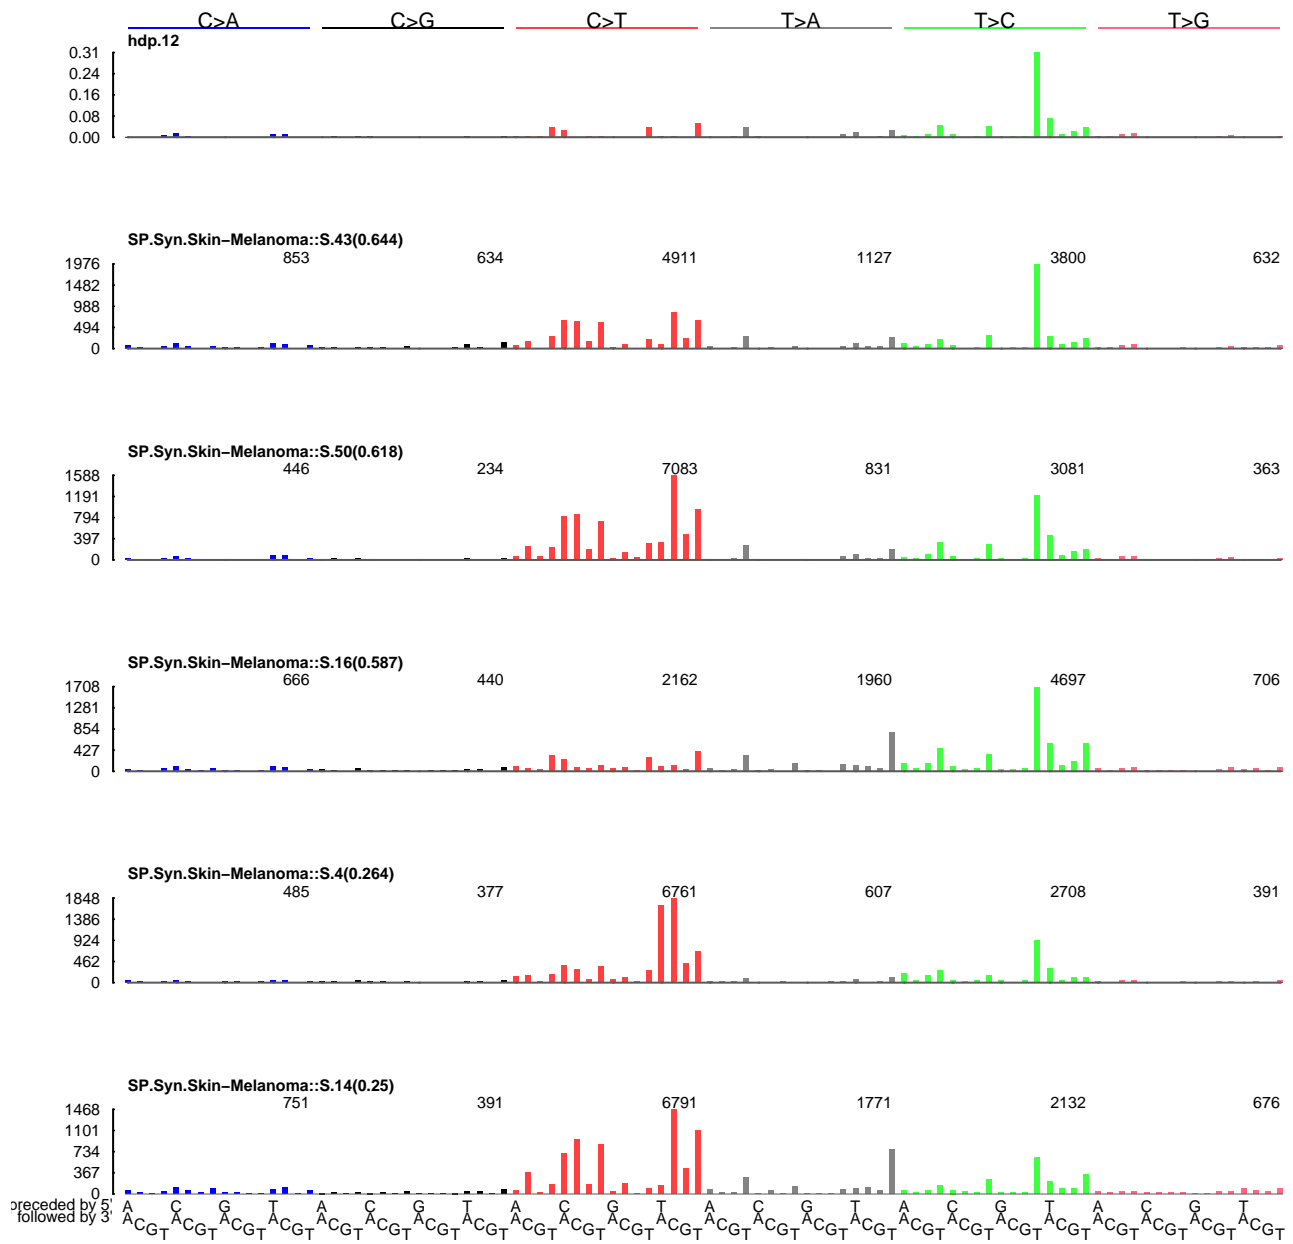 C>A C>G C>T T>A T>C T>G
hdp.12
0.31
0.24
0.16
0.08
0.00
SP.Syn.Skin−Melanoma::S.43(0.644)
853 634 4911 1127 3800 632
1976
1482
988
494
0
SP.Syn.Skin−Melanoma::S.50(0.618)
446 234 7083 831 3081 363
1588
1191
794
397
0
SP.Syn.Skin−Melanoma::S.16(0.587)
666 440 2162 1960 4697 706
1708
1281
854
427
0
SP.Syn.Skin−Melanoma::S.4(0.264)
485 377 6761 607 2708 391
1848
1386
924
462
0
SP.Syn.Skin−Melanoma::S.14(0.25)
751 391 6791 1771 2132 676
1468
1101
734
367
0
preceded by 5' A C G T A C G T A C G T A C G T A C G T A C G T
followed by 3' A C G T A C G T A C G T A C G T A C G T A C G T A C G T A C G T A C G T A C G T A C G T A C G T A C G T A C G T A C G T A C G T A C G T A C G T A C G T A C G T A C G T A C G T A C G T A C G T